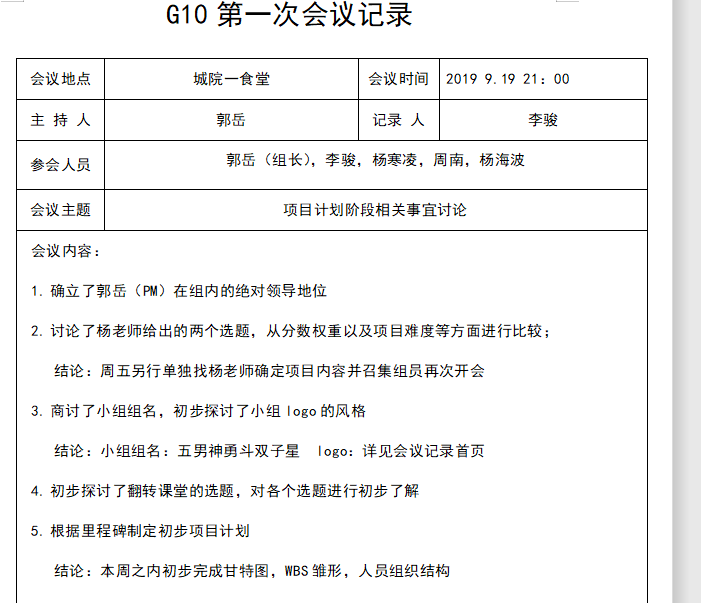 G10 第一次会议记录
会议地点 城院一食堂 会议时间 2019 9.19 21：00
主 持 人 郭岳 记录 人 李骏
参会人员 郭岳（组长），李骏，杨寒凌，周南，杨海波
会议主题 项目计划阶段相关事宜讨论
会议内容：
1. 确立了郭岳（PM）在组内的绝对领导地位
2. 讨论了杨老师给出的两个选题，从分数权重以及项目难度等方面进行比较；
结论：周五另行单独找杨老师确定项目内容并召集组员再次开会
3. 商讨了小组组名，初步探讨了小组 logo 的风格
结论：小组组名：五男神勇斗双子星 logo：详见会议记录首页
4. 初步探讨了翻转课堂的选题，对各个选题进行初步了解
5. 根据里程碑制定初步项目计划
结论：本周之内初步完成甘特图，WBS 雏形，人员组织结构